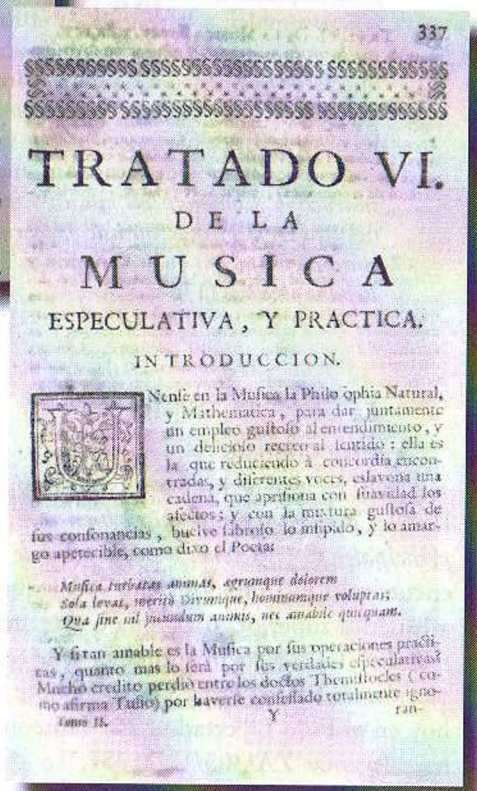 337
TRATADO VI.
DE LA
MUSICA
ESPECULATIVA, Y PRACTICA.
INTRODUCCION.
UNense en la Musica la Philosophia Natural,
y Mathematica, para dar juntamente
un empleo gustoso al entendimiento, y
un delicioso recreo al sentido: ella es
la que reduciendo à concordia encon-
tradas, y diferentes voces, eslavona una
cadena, que aprisiona con suavidad los
afectos; y con la mixtura gustosa de
sus consonancias, buelve sabroso lo insipido, y lo amar-
go apetecible, como dixo el Poeta:
Musica turbatas animas, aegrumque dolorem
Sola levat, meritò Divumque, hominumque voluptas;
Qua sine nil jucundum animis, nec amabile quicquam.
Y si tan amable es la Musica por sus operaciones practi-
cas, quanto mas lo serà por sus verdades especulativas?
Mucho credito perdiò entre los doctos Themistocles (co-
mo afirma Tulio) por haverse confessado totalmente igno-
Tomo II. Y ran-